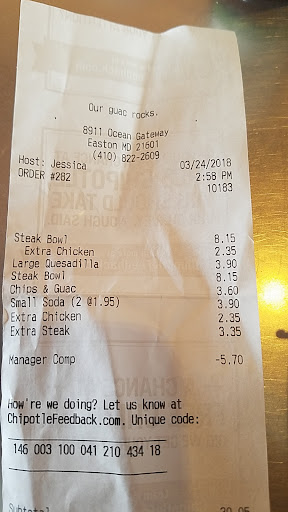 Our guac rocks.
8911 Ocean Gateway
Easton MD 21601
(410) 822-2609
Host: Jessica 03/24/2018
ORDER #282 2:58 PM
10183
Steak Bowl 8.15
Extra Chicken 2.35
Large Quesadilla 3.90
Steak Bowl 8.15
Chips & Guac 3.60
Small Soda (2 @1.95) 3.90
Extra Chicken 2.35
Extra Steak 3.35
Manager Comp -5.70
How're we doing? Let us know at
ChipotleFeedback.com. Unique code:
146 003 100 041 210 434 18
Subtotal 30.05